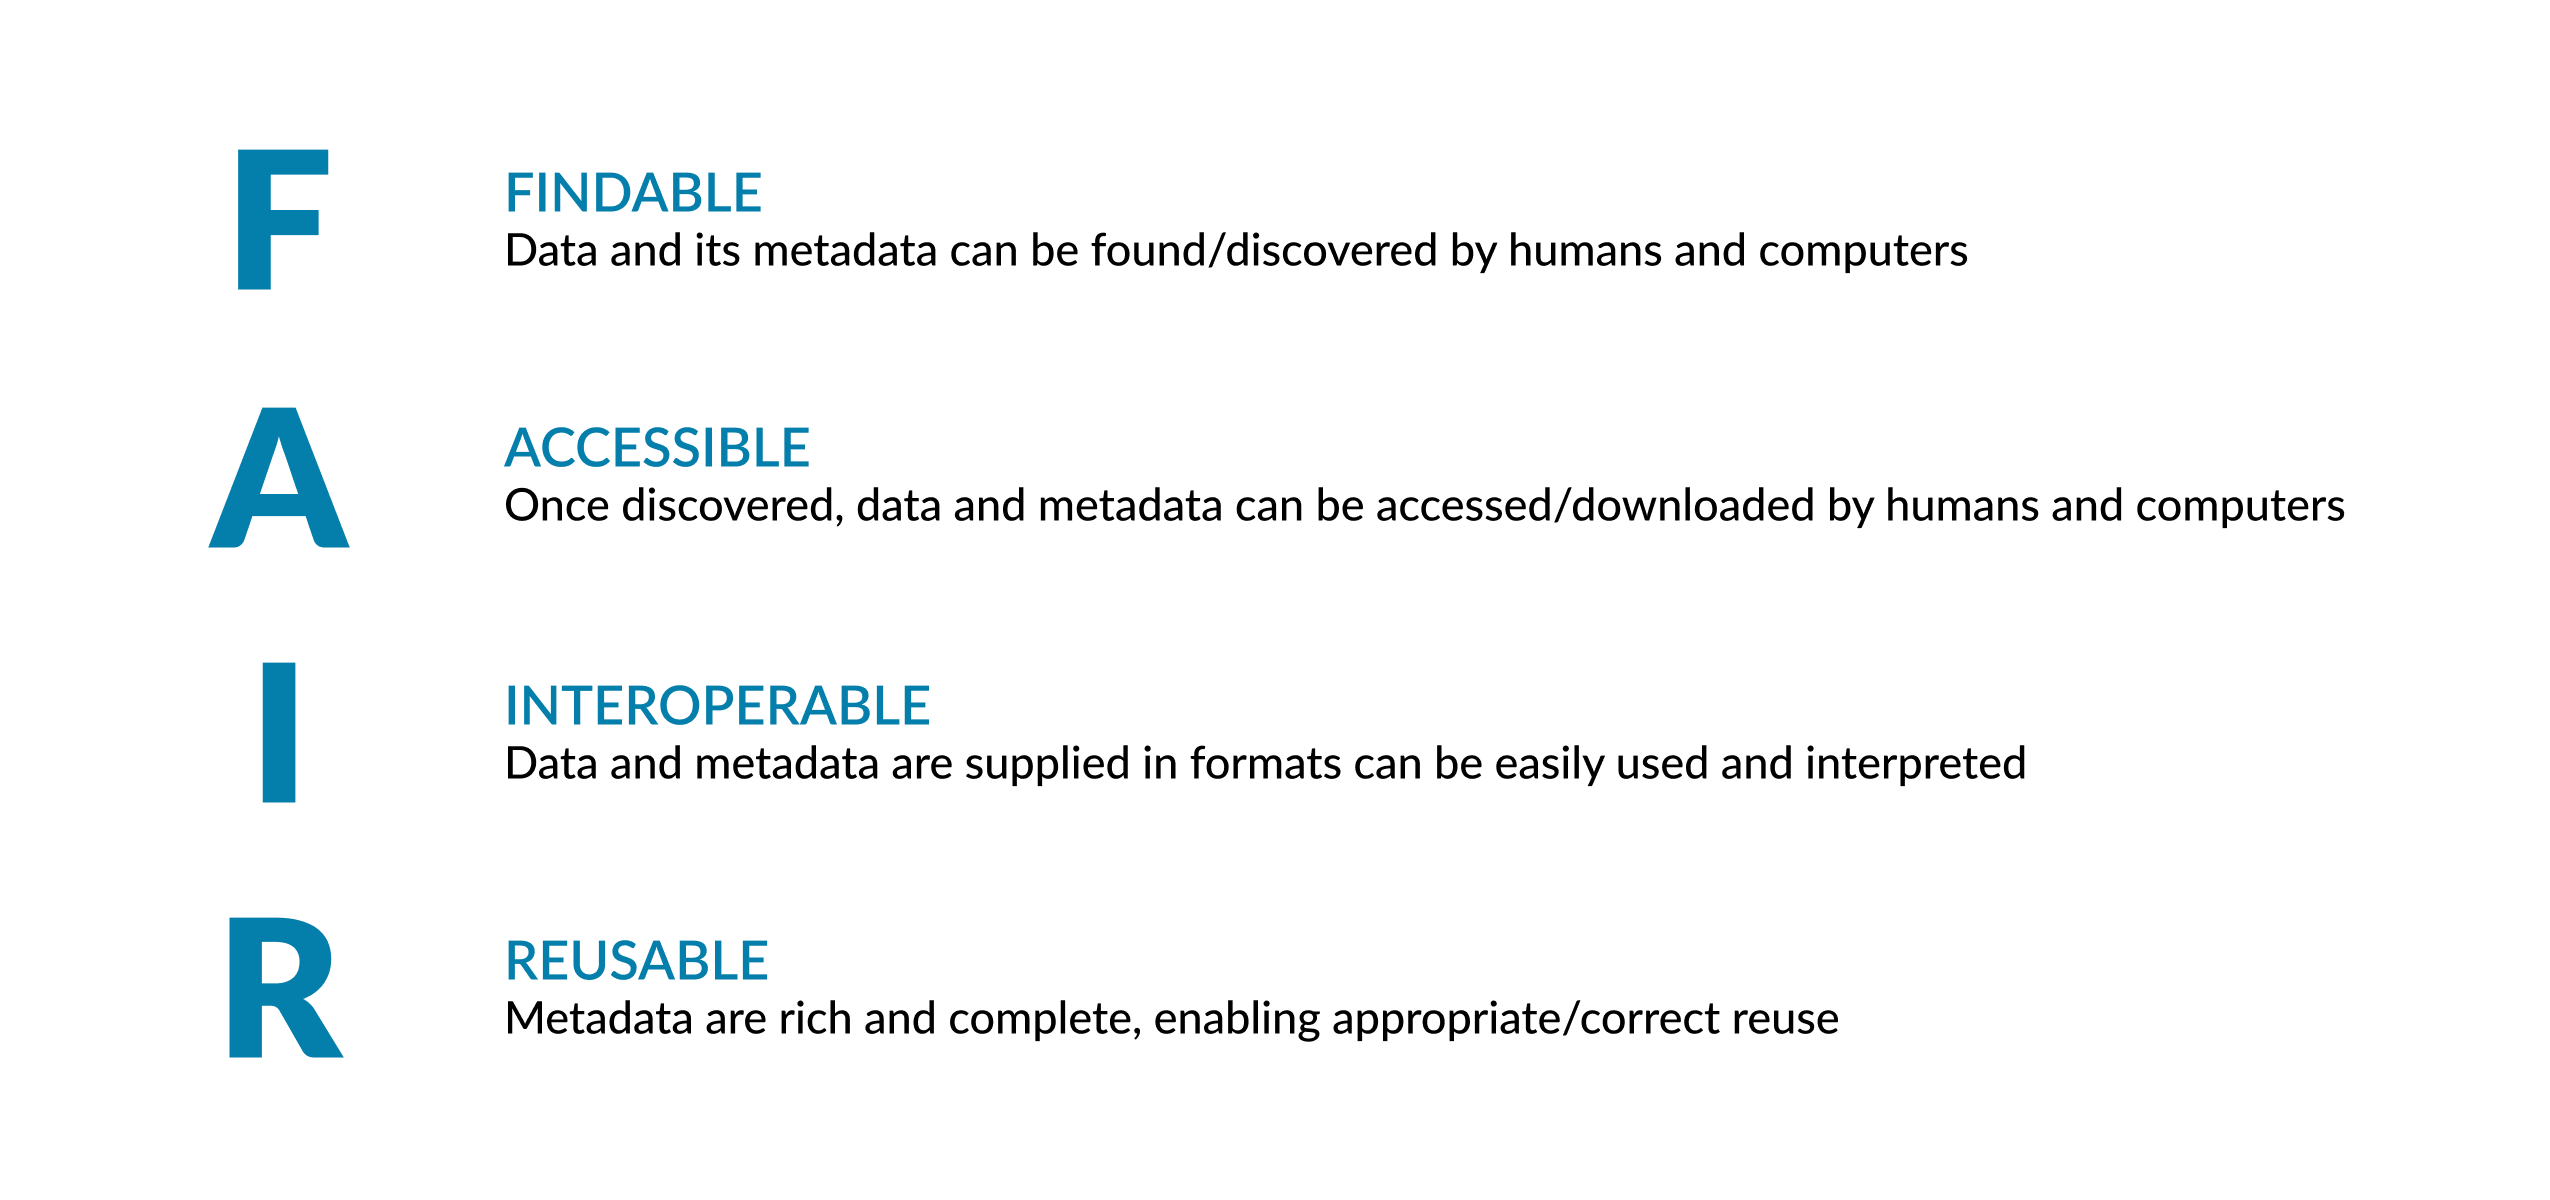 F
FINDABLE
Data and its metadata can be found/discovered by humans and computers
A
ACCESSIBLE
Once discovered, data and metadata can be accessed/downloaded by humans and computers
I
INTEROPERABLE
Data and metadata are supplied in formats can be easily used and interpreted
R
REUSABLE
Metadata are rich and complete, enabling appropriate/correct reuse